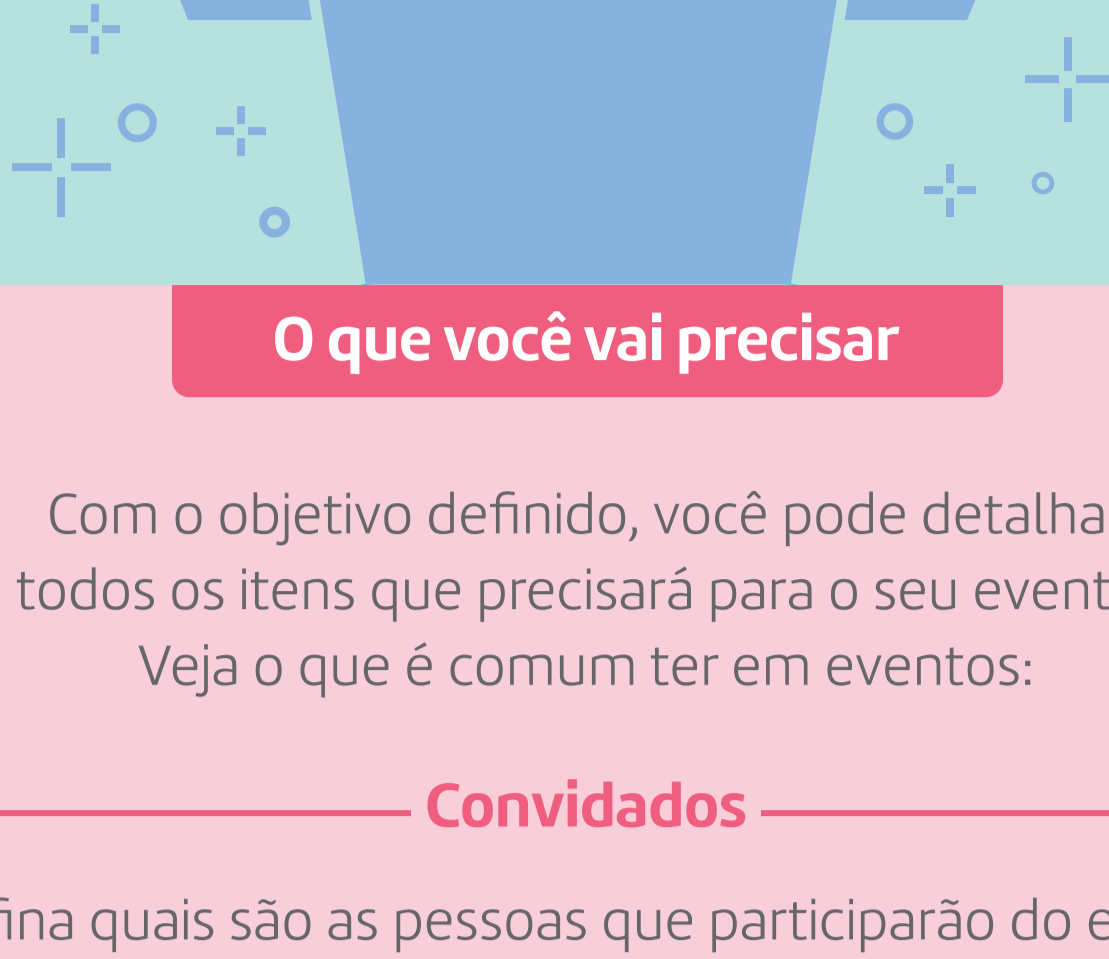 O que você vai precisar
Com o objetivo definido, você pode detalha
todos os itens que precisará para o seu event
Veja o que é comum ter em eventos:
Convidados
fina quais são as pessoas que participarão do e